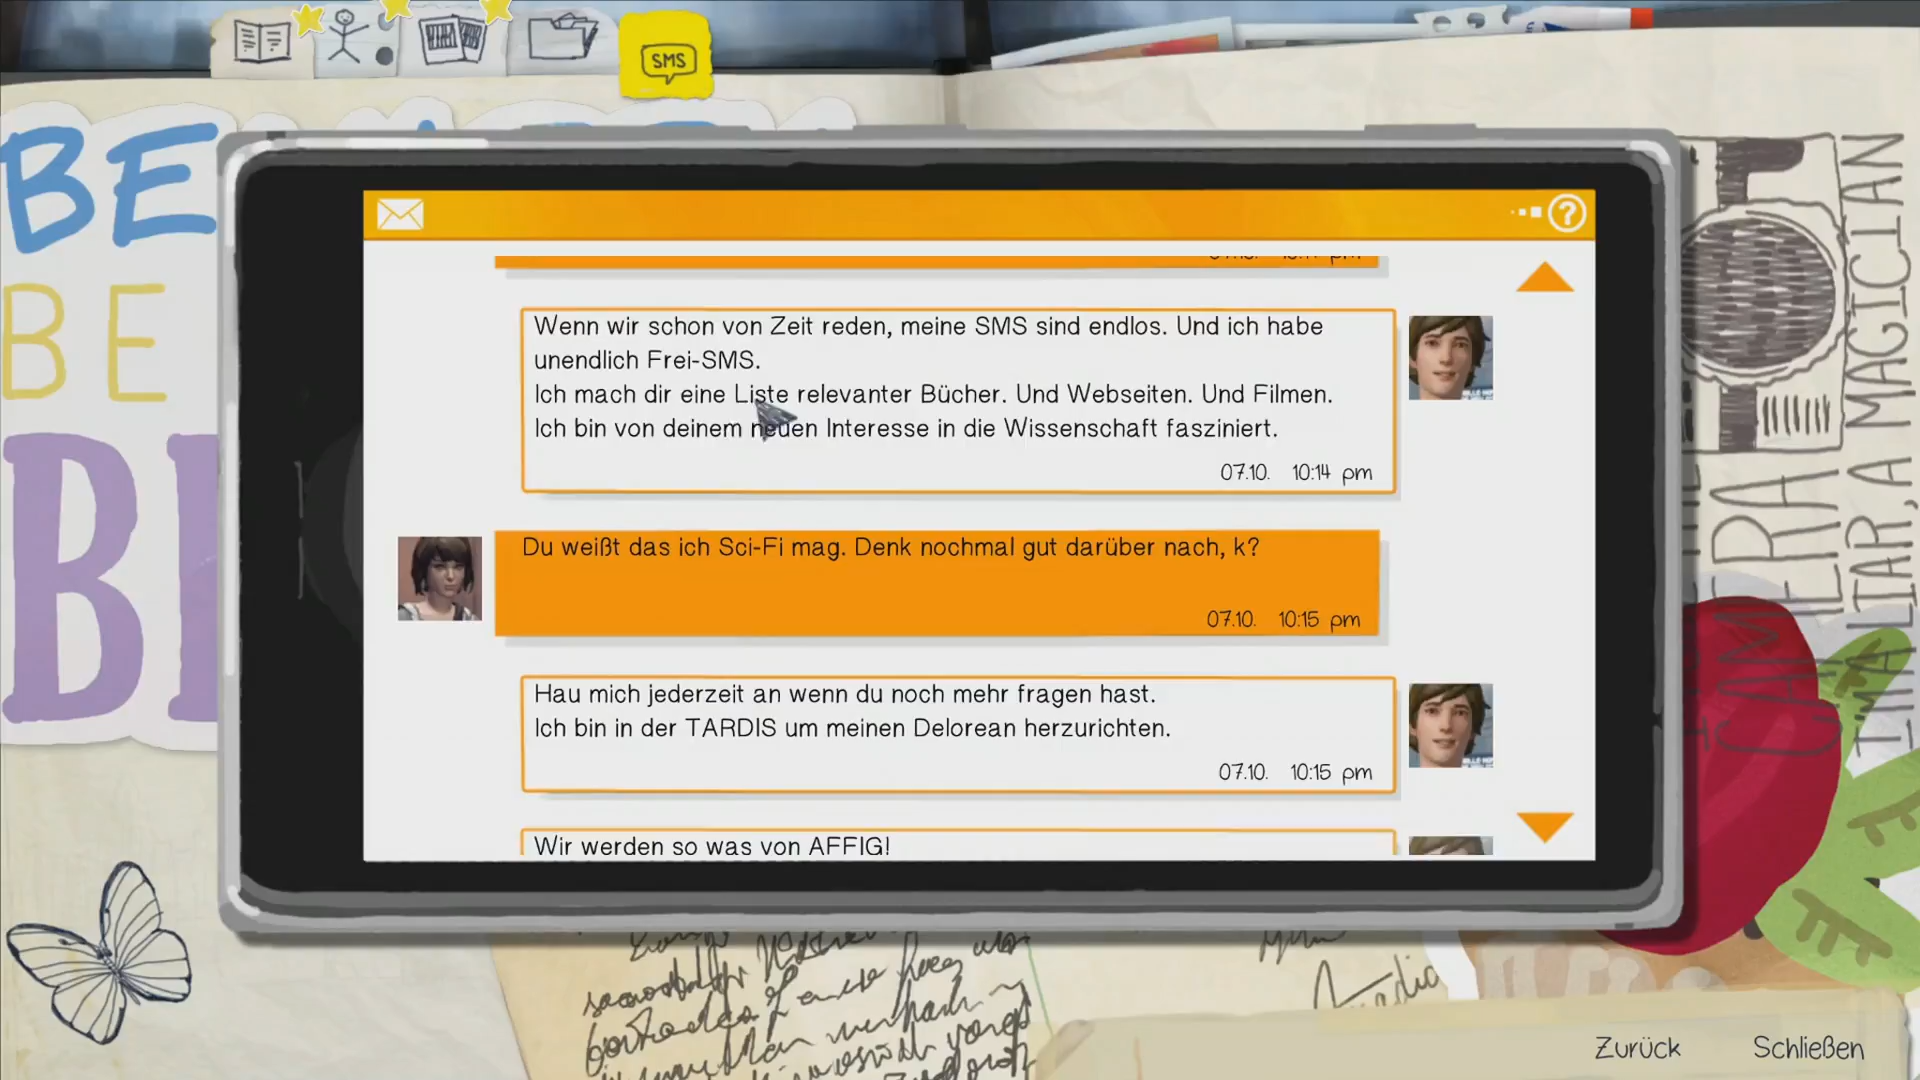 SMS
BE
BE
Wenn wir schon von Zeit reden, meine SMS sind endlos. Und ich habe
unendlich Frei-SMS.
Ich mach dir eine Liste relevanter Bücher. Und Webseiten. Und Filmen.
Ich bin von deinem neuen Interesse in die Wissenschaft fasziniert.
07.10. 10:14 pm
Du weißt das ich Sci-Fi mag. Denk nochmal gut darüber nach, k?
07.10. 10:15 pm
Hau mich jederzeit an wenn du noch mehr fragen hast.
Ich bin in der TARDIS um meinen Delorean herzurichten.
07.10. 10:15 pm
Wir werden so was von AFFIG!
CAMERA
LIAR, A MAGICIAN
Zurück
Schließen